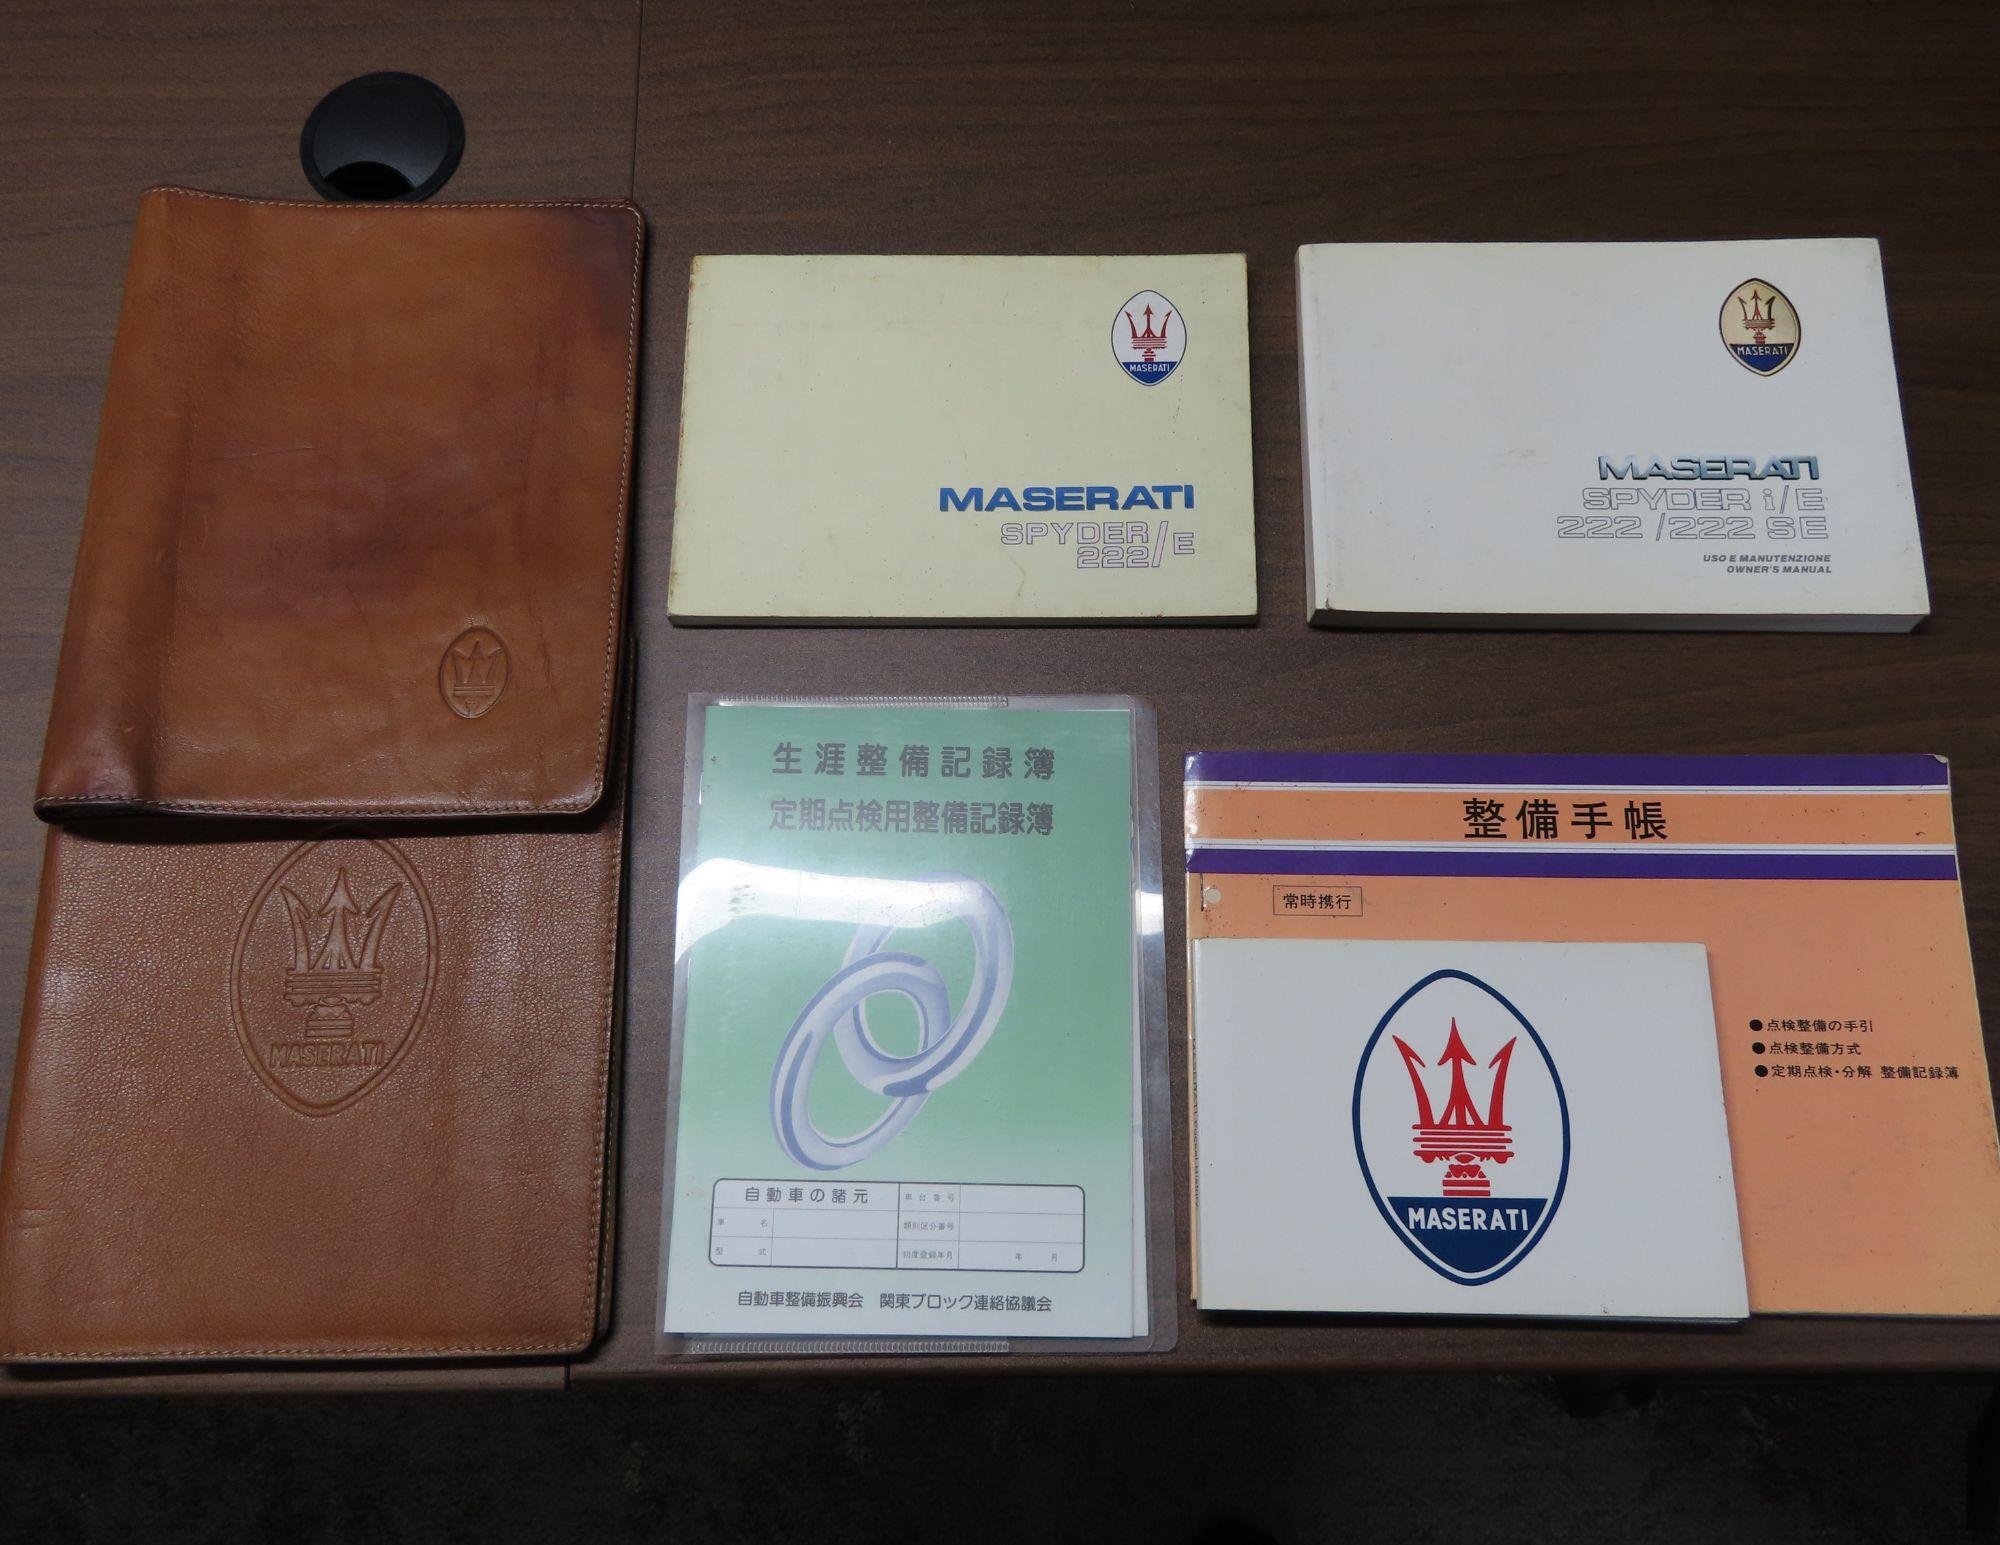 MASERATI
MASERATI
SPYDER/E
222
MASERATI
MASERATI
SPYDER i/E
222/222 SE
USO E MANUTENZIONE
OWNER'S MANUAL
MASERATI
生涯整備記録簿
定期点検用整備記録簿
自動車の諸元
車名
型式
車台番号
類別区分番号
初度登録年月
年 月
自動車整備振興会 関東ブロック連絡協議会
整備手帳
常時携行
●点検整備の手引
●点検整備方式
●定期点検・分解 整備記録簿
MASERATI